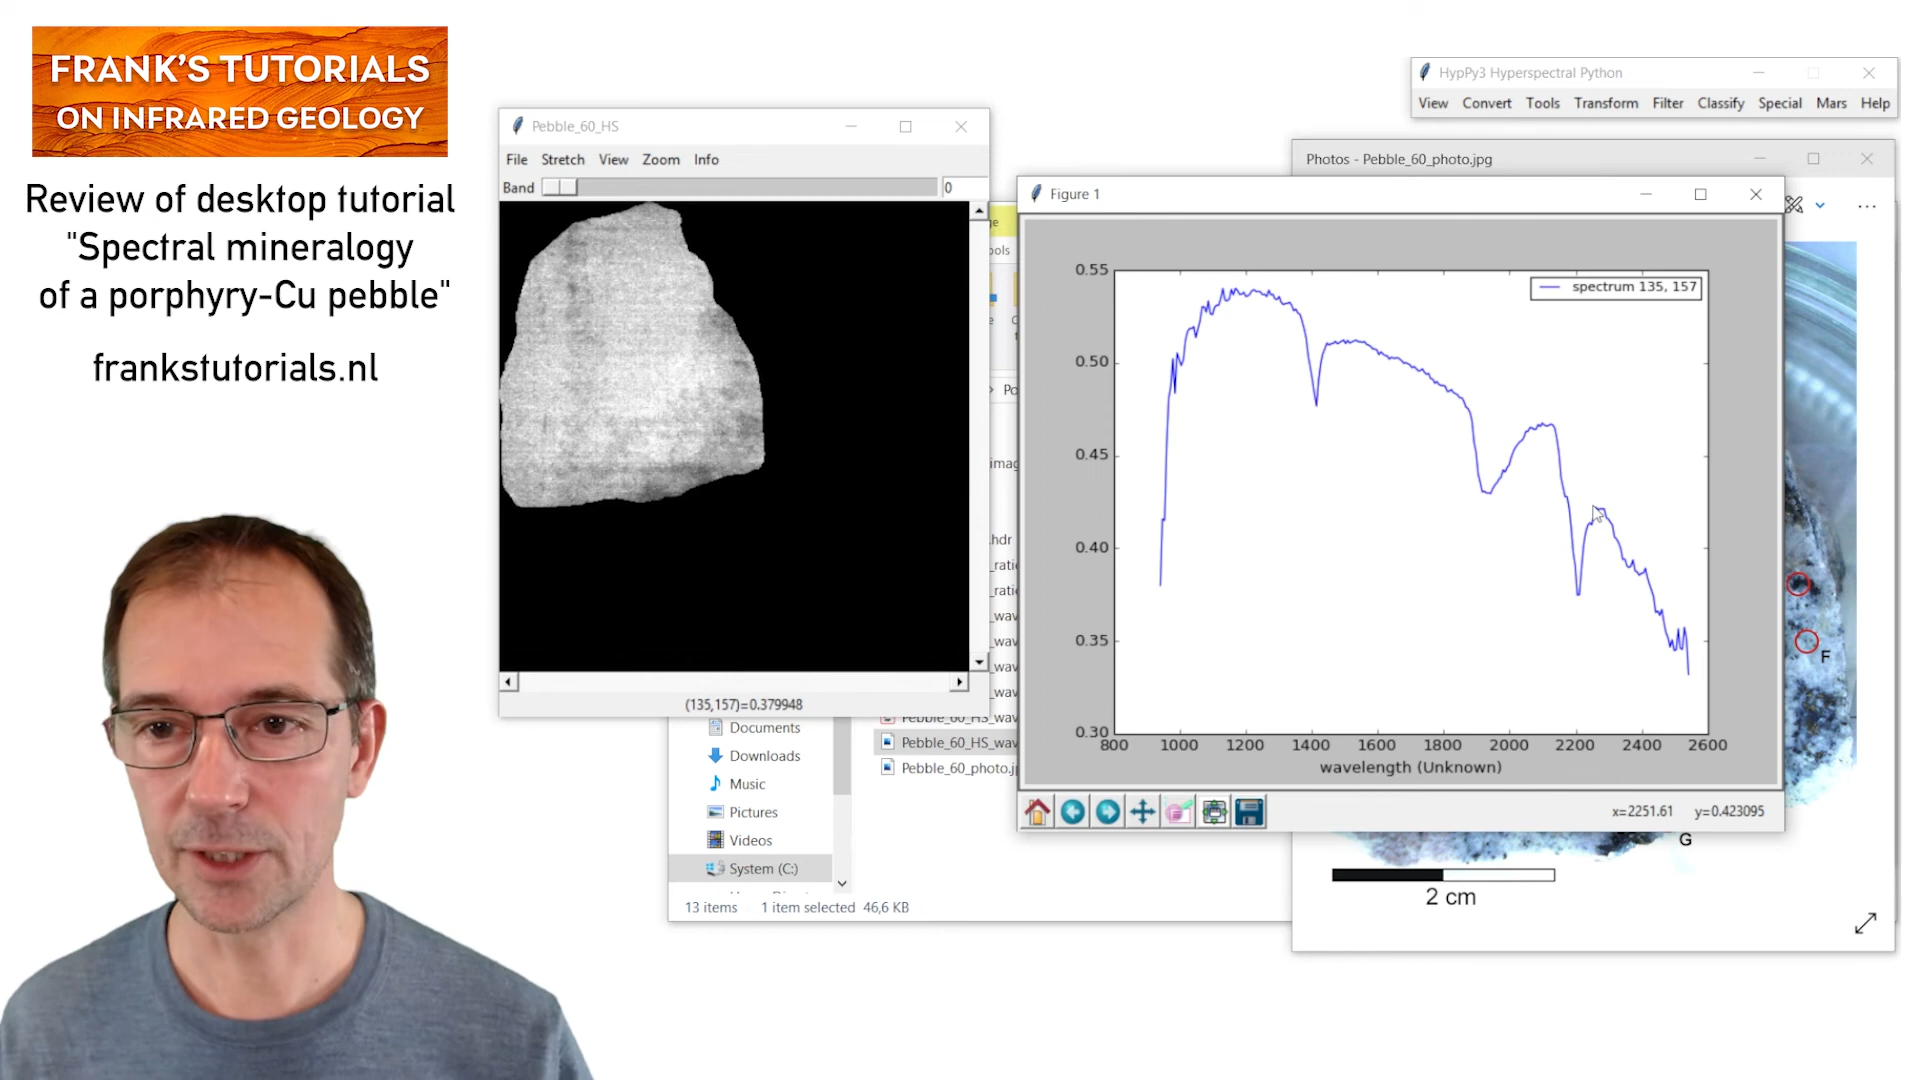 FRANK'S TUTORIALS
ON INFRARED GEOLOGY
Review of desktop tutorial
"Spectral mineralogy
of a porphyry-Cu pebble"
frankstutorials.nl
HypPy3 Hyperspectral Python
View Convert Tools Transform Filter Classify Special Mars Help
Pebble_60_HS
File Stretch View Zoom Info
Band 0
(135,157)=0.379948
Photos - Pebble_60_photo.jpg
Figure 1
spectrum 135, 157
0.55
0.50
0.45
0.40
0.35
0.30
800 1000 1200 1400 1600 1800 2000 2200 2400 2600
wavelength (Unknown)
x=2251.61 y=0.423095
F
G
2 cm
.hdr
Documents
Downloads
Music
Pictures
Videos
System (C:)
Pebble_60_HS_wav
Pebble_60_HS_wav
Pebble_60_photo.j
13 items 1 item selected 46,6 KB